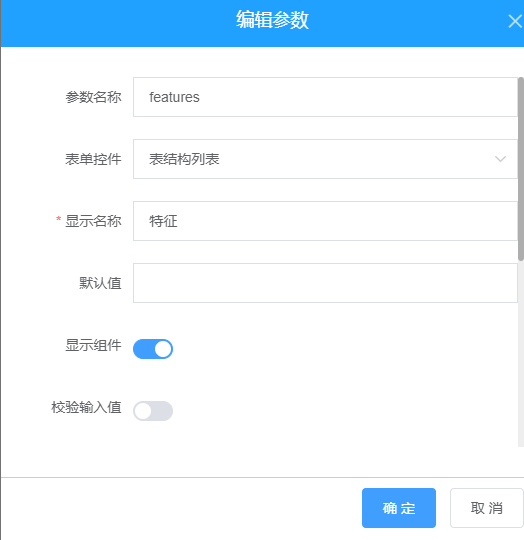 编辑参数
参数名称 features
表单控件 表结构列表
* 显示名称 特征
默认值
显示组件
校验输入值
确 定 取 消